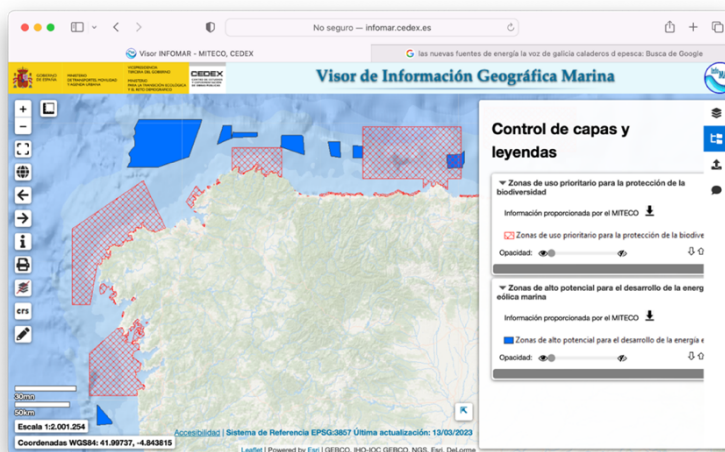 No seguro — infomar.cedex.es
Visor INFOMAR - MITECO, CEDEX
las nuevas fuentes de energía la voz de galicia caladeros d epesca: Busca de Google
GOBIERNO
DE ESPAÑA
MINISTERIO
DE TRANSPORTES, MOVILIDAD
Y AGENDA URBANA
VICEPRESIDENCIA
TERCERA DEL GOBIERNO
MINISTERIO
PARA LA TRANSICIÓN ECOLÓGICA
Y EL RETO DEMOGRÁFICO
CEDEX
Visor de Información Geográfica Marina
Control de capas y
leyendas
Zonas de uso prioritario para la protección de la
biodiversidad
Información proporcionada por el MITECO
Zonas de uso prioritario para la protección de la biodive
Opacidad:
Zonas de alto potencial para el desarrollo de la energ
eólica marina
Información proporcionada por el MITECO
Zonas de alto potencial para el desarrollo de la energía e
Opacidad:
crs
30mn
50km
Escala 1:2.001.254
Coordenadas WGS84: 41.99737, -4.843815
Accesibilidad | Sistema de Referencia EPSG:3857 Última actualización: 13/03/2023
Leaflet | Powered by Esri | GEBCO, IHO-IOC GEBCO, NGS, Esri, DeLorme